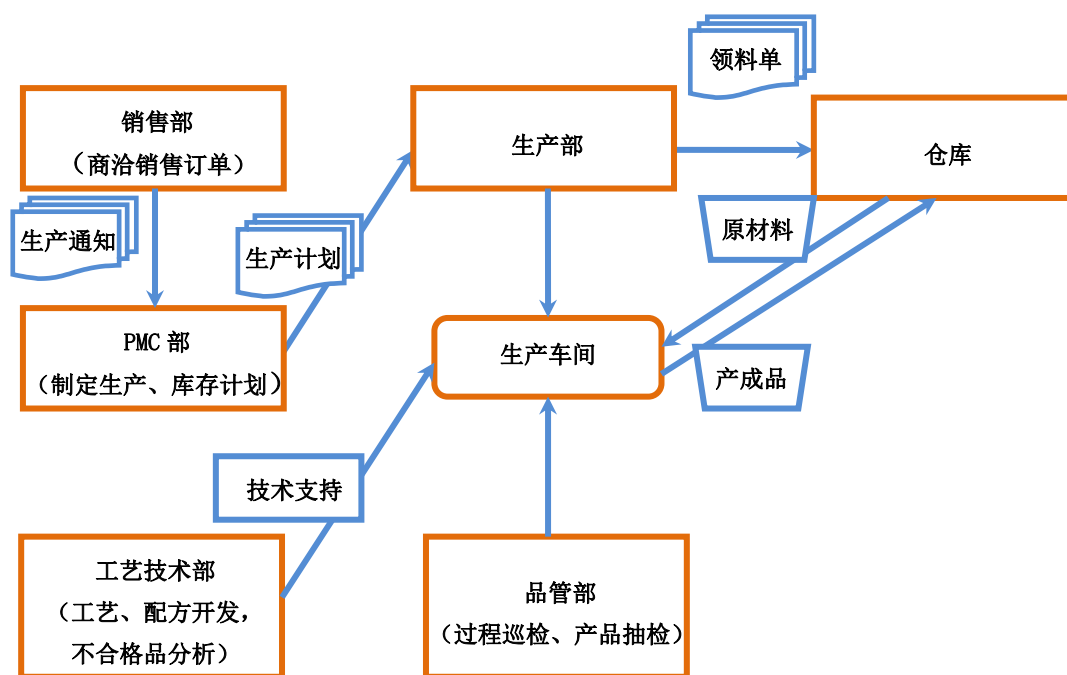 领料单
销售部
（商洽销售订单）
生产部
仓库
生产通知
生产计划
原材料
PMC 部
（制定生产、库存计划）
生产车间
产成品
技术支持
工艺技术部
（工艺、配方开发，
不合格品分析）
品管部
（过程巡检、产品抽检）